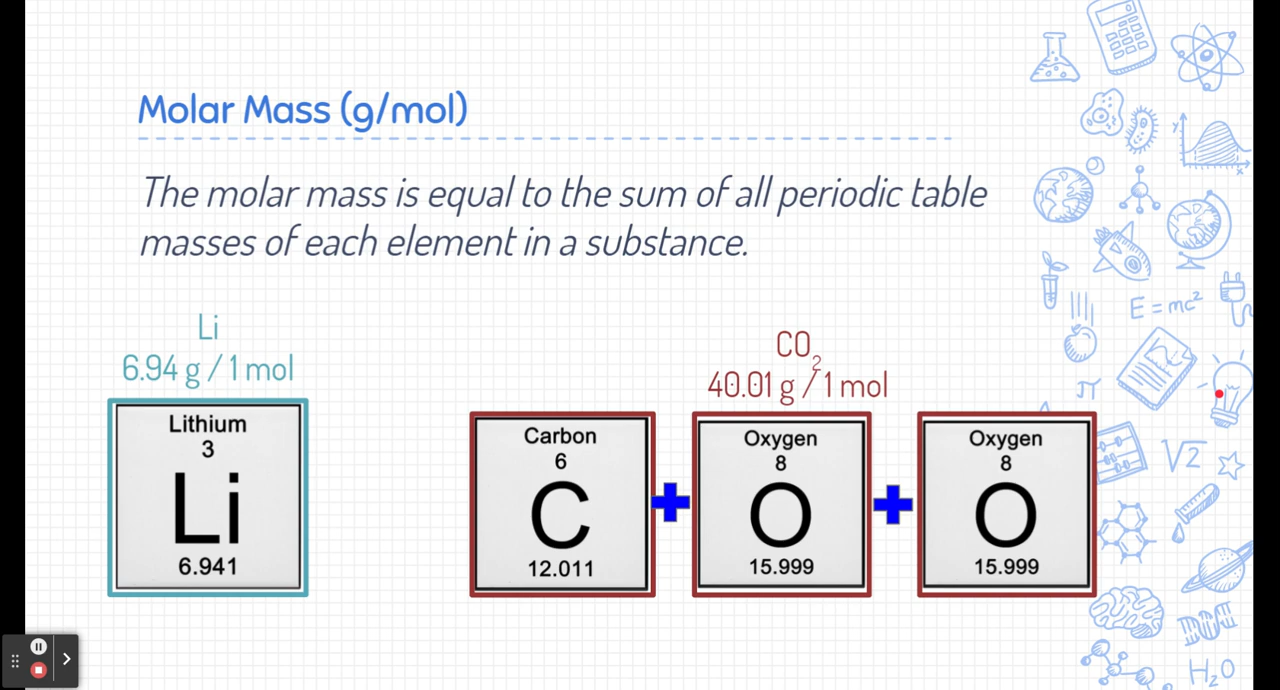 Molar Mass (g/mol)
The molar mass is equal to the sum of all periodic table
masses of each element in a substance.
Li
6.94 g / 1 mol
Lithium
3
Li
6.941
CO₂
40.01 g / 1 mol
Carbon
6
C
12.011
Oxygen
8
O
15.999
Oxygen
8
O
15.999
y
x
E = mc²
π
√2
H₂O